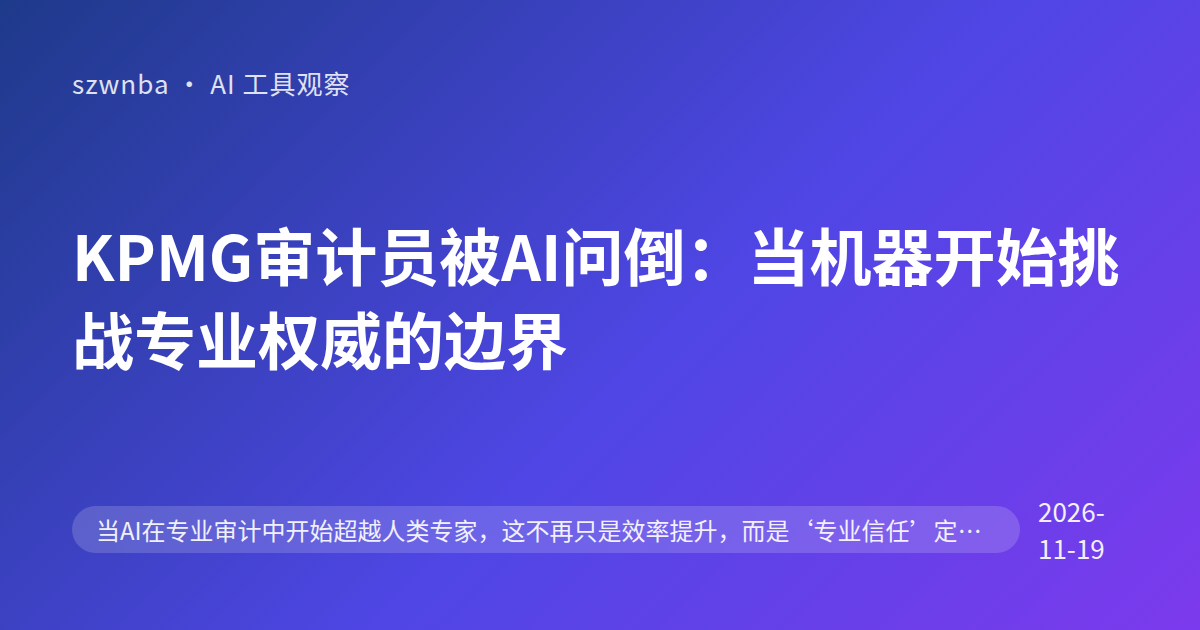 szwnba · AI 工具观察
KPMG审计员被AI问倒：当机器开始挑
战专业权威的边界
当AI在专业审计中开始超越人类专家，这不再只是效率提升，而是‘专业信任’定…
2026-
11-19